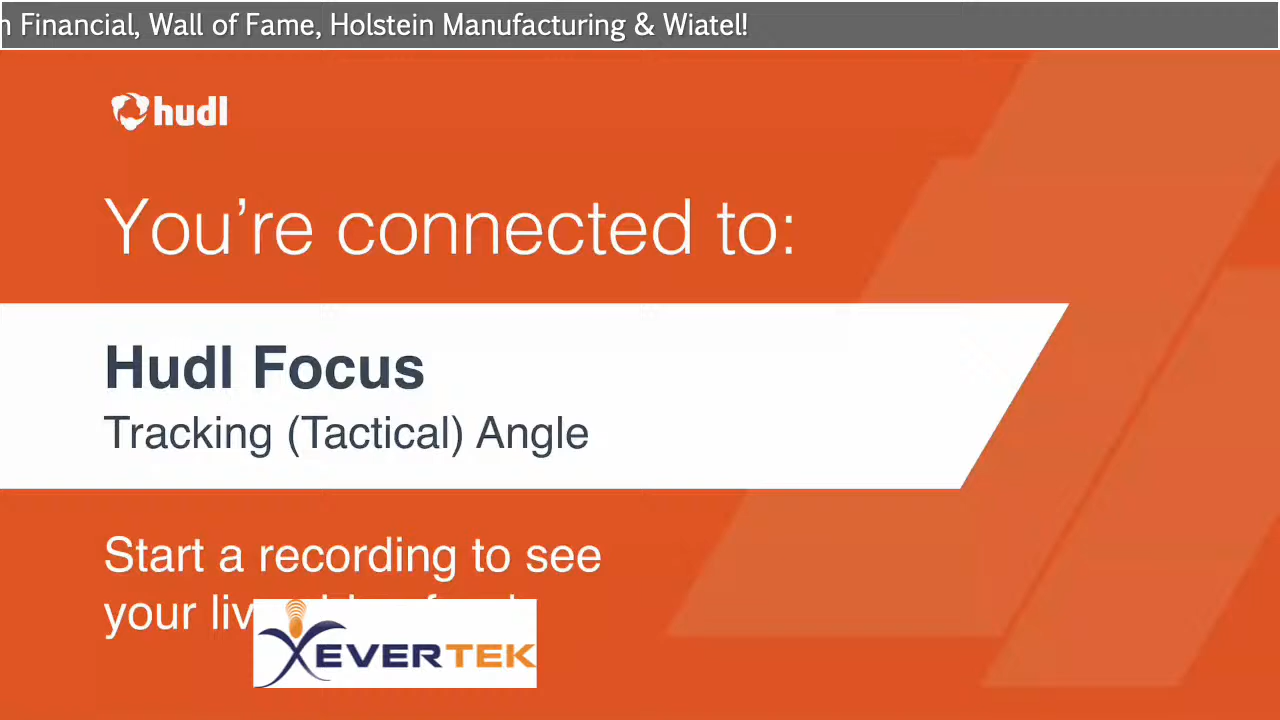 Financial, Wall of Fame, Holstein Manufacturing & Wiatel!
hudl
You're connected to:
Hudl Focus
Tracking (Tactical) Angle
Start a recording to see
your
EVERTEK